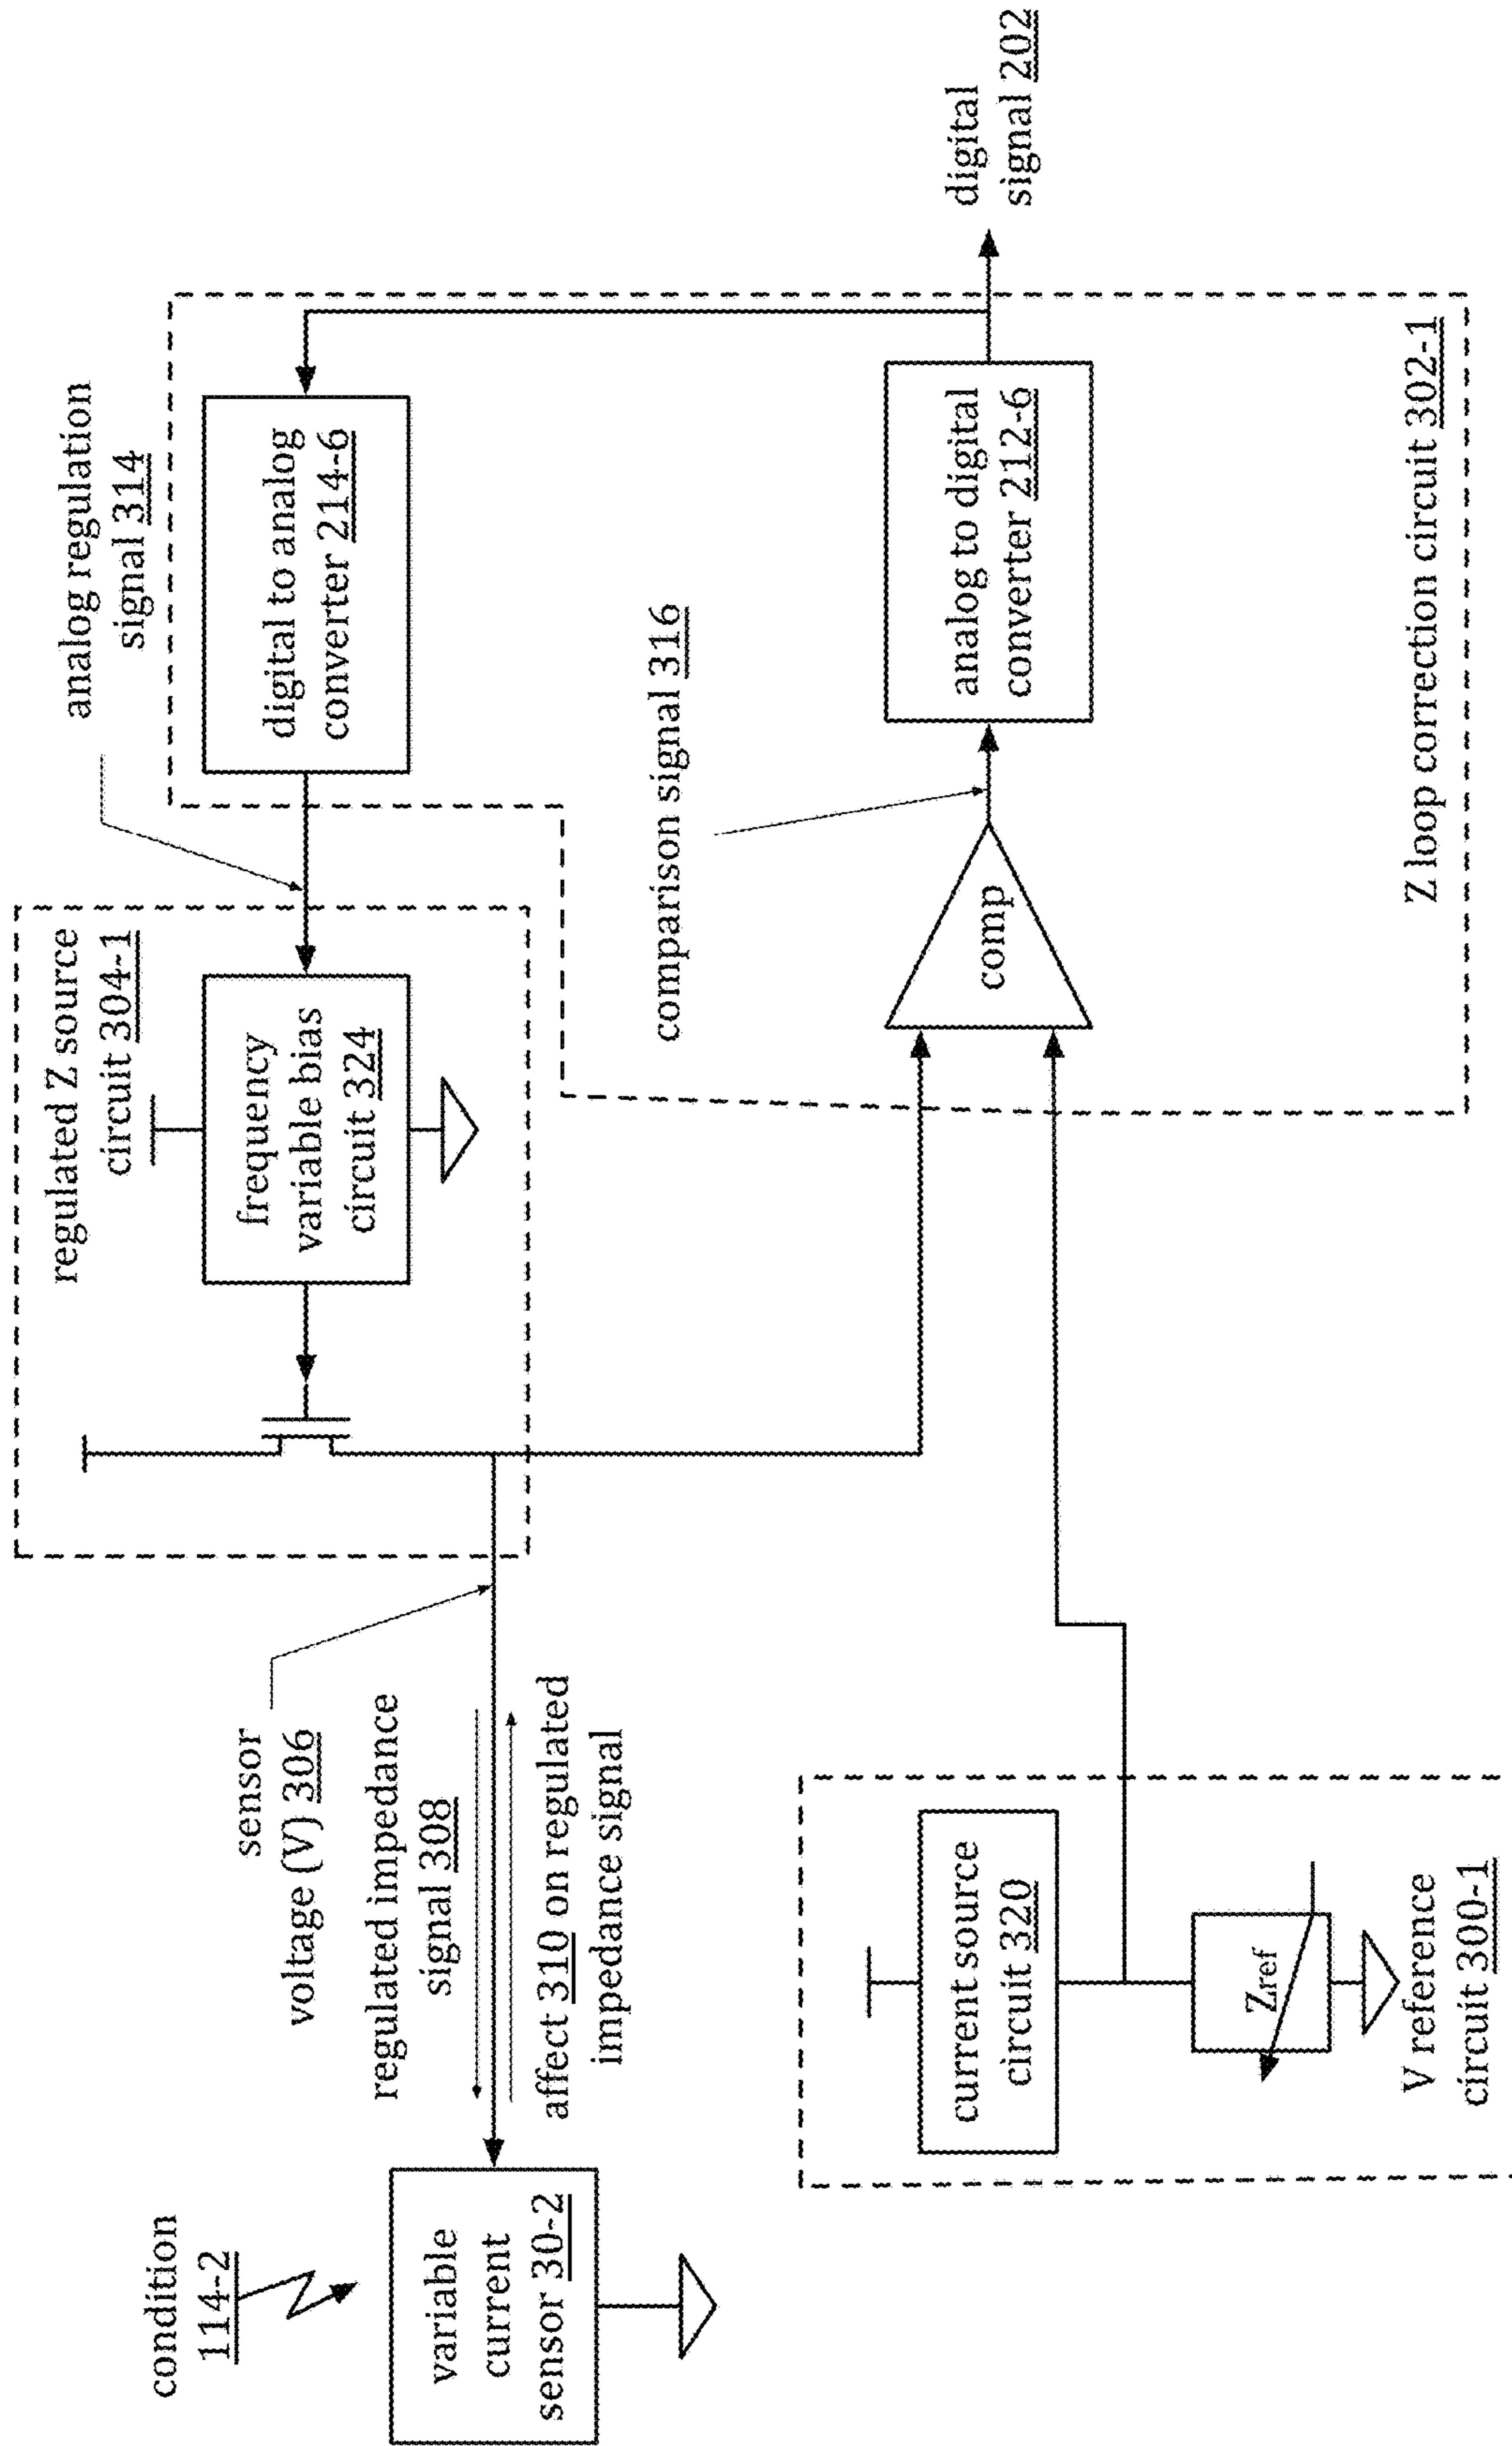 condition
114-2
variable
current
sensor 30-2
sensor
voltage (V) 306
regulated impedance
signal 308
affect 310 on regulated
impedance signal
regulated Z source
circuit 304-1
frequency
variable bias
circuit 324
analog regulation
signal 314
digital to analog
converter 214-6
comparison signal 316
comp
analog to digital
converter 212-6
digital
signal 202
Z loop correction circuit 302-1
current source
circuit 320
Zref
V reference
circuit 300-1